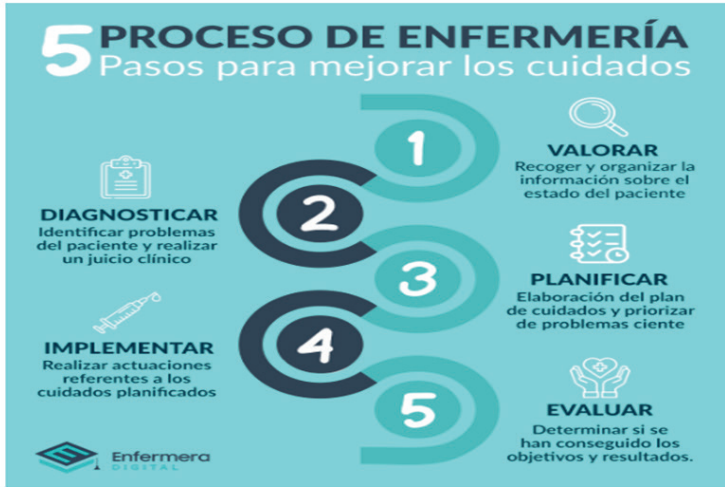 5 PROCESO DE ENFERMERÍA
Pasos para mejorar los cuidados
1
VALORAR
Recoger y organizar la
información sobre el
estado del paciente
2
DIAGNOSTICAR
Identificar problemas
del paciente y realizar
un juicio clínico
3
PLANIFICAR
Elaboración del plan
de cuidados y priorizar
de problemas ciente
4
IMPLEMENTAR
Realizar actuaciones
referentes a los
cuidados planificados
5
EVALUAR
Determinar si se
han conseguido los
objetivos y resultados.
Enfermera
DIGITAL